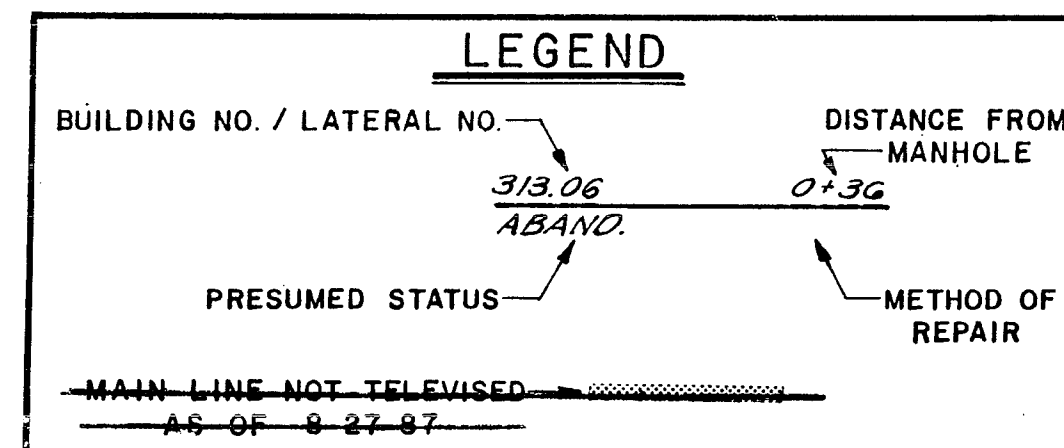 LEGEND
BUILDING NO. / LATERAL NO.
DISTANCE FROM
MANHOLE
313.06 0+36
ABAND.
PRESUMED STATUS
METHOD OF
REPAIR
MAIN LINE NOT TELEVISED
AS OF 8-27-87